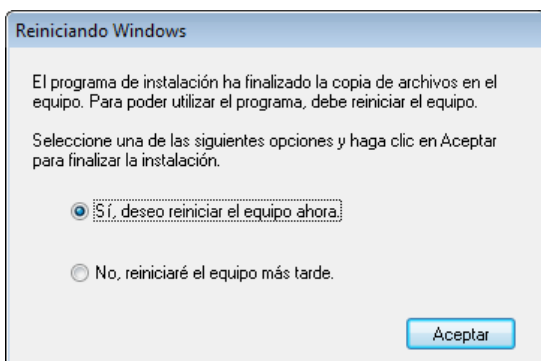 Reiniciando Windows
El programa de instalación ha finalizado la copia de archivos en el
equipo. Para poder utilizar el programa, debe reiniciar el equipo.
Seleccione una de las siguientes opciones y haga clic en Aceptar
para finalizar la instalación.
Sí, deseo reiniciar el equipo ahora.
No, reiniciaré el equipo más tarde.
Aceptar